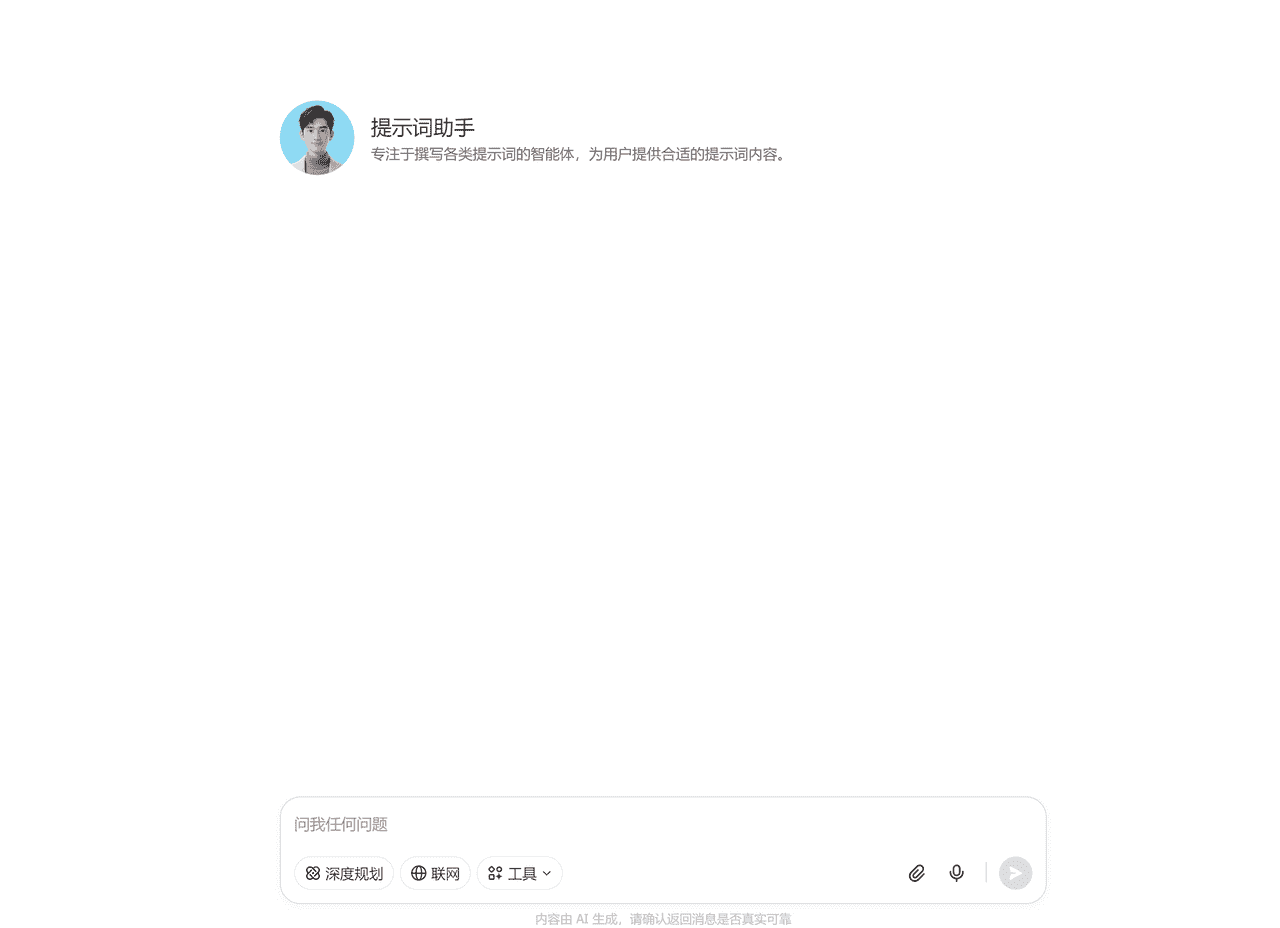 提示词助手
专注于撰写各类提示词的智能体，为用户提供合适的提示词内容。
问我任何问题
深度规划 联网 工具
内容由 AI 生成，请确认返回消息是否真实可靠